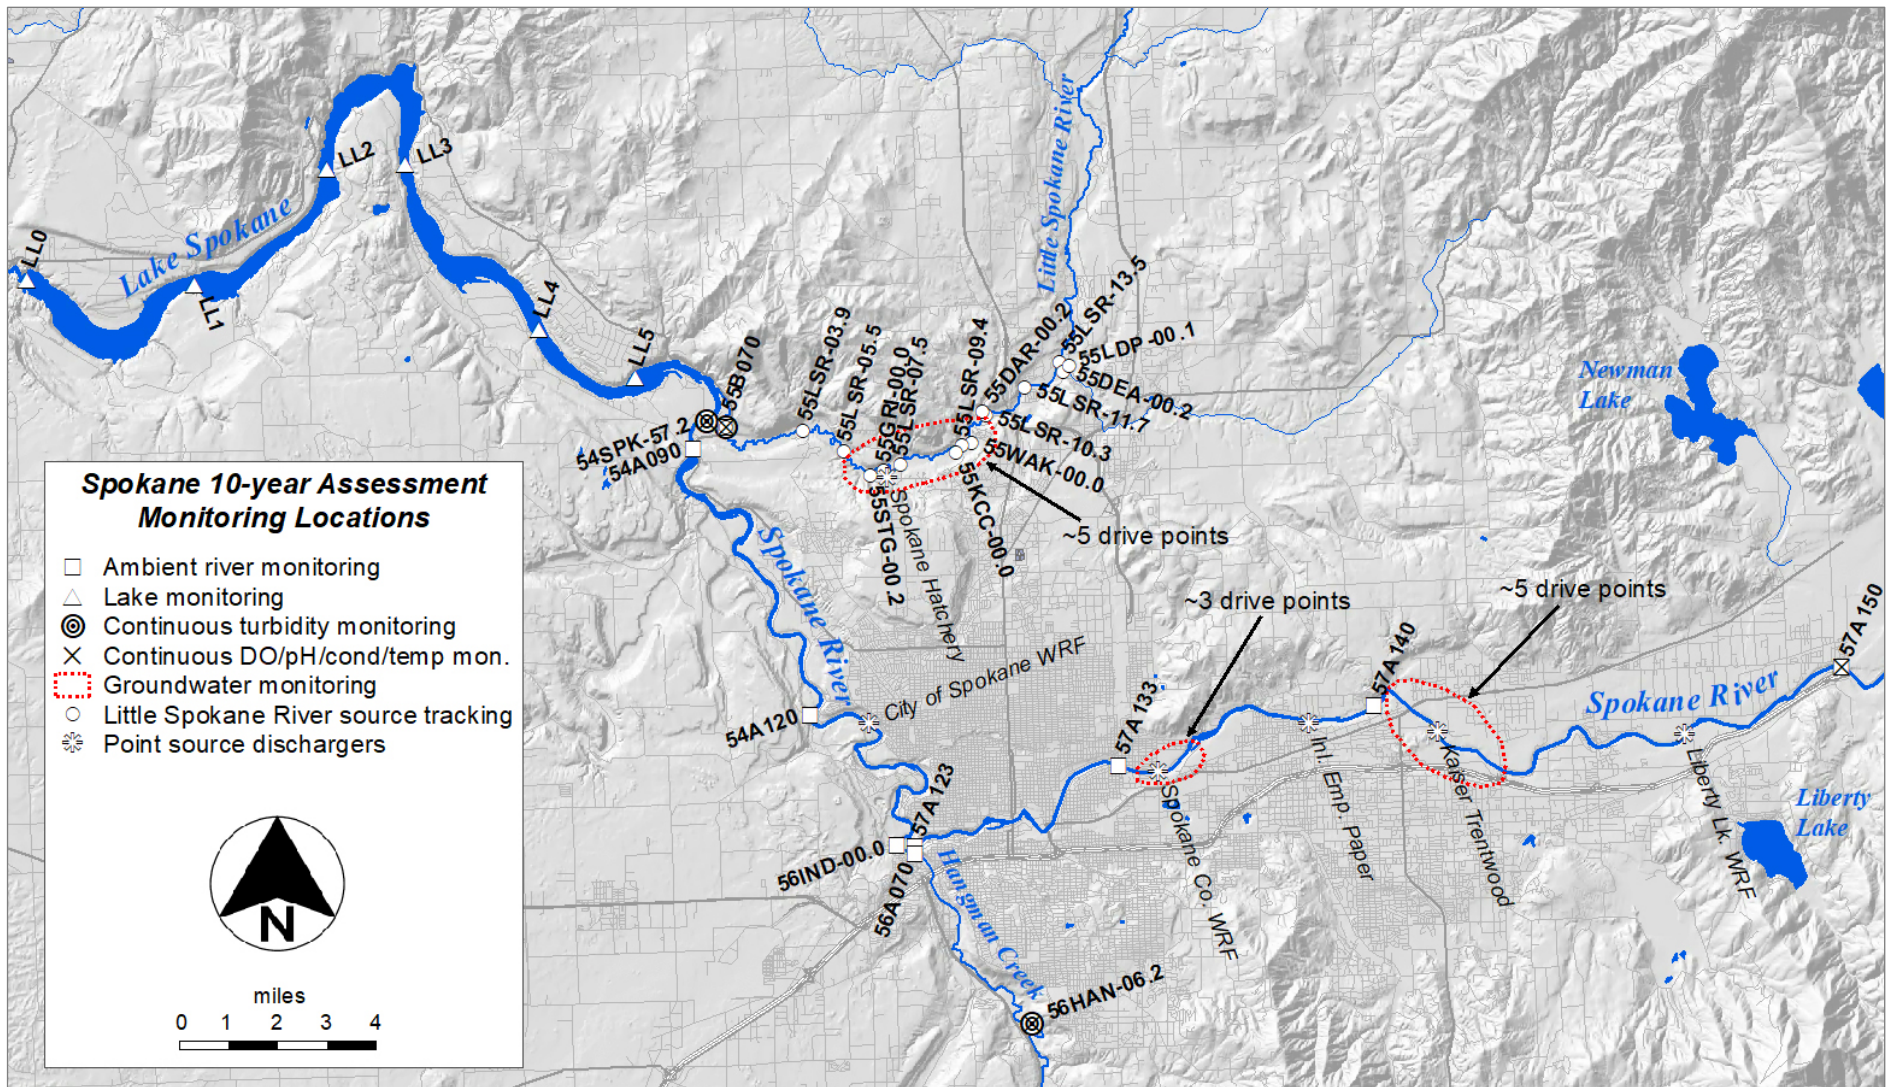 Little Spokane River
LL2
LL3
Lake Spokane
LL0
LL1
LL4
LL5
55B070
54SPK-57.2
54A090
55LSR-03.9
55LSR-05.5
55GRI-00.0
55LSR-07.5
55LSR-09.4
55DAR-00.2
55LSR-13.5
55LDP-00.1
55DEA-00.2
55LSR-11.7
55LSR-10.3
55WAK-00.0
55KCC-00.0
55STG-00.2
Spokane Hatchery
~5 drive points
Newman
Lake
Spokane 10-year Assessment
Monitoring Locations
Ambient river monitoring
Lake monitoring
Continuous turbidity monitoring
Continuous DO/pH/cond/temp mon.
Groundwater monitoring
Little Spokane River source tracking
Point source dischargers
N
miles
0 1 2 3 4
Spokane River
54A120
City of Spokane WRF
57A123
56IND-00.0
56A070
Hangman Creek
56HAN-06.2
57A133
~3 drive points
Spokane Co. WRF
Inl. Emp. Paper
57A140
~5 drive points
Kaiser Trentwood
Spokane River
57A150
Liberty Lk. WRF
Liberty
Lake